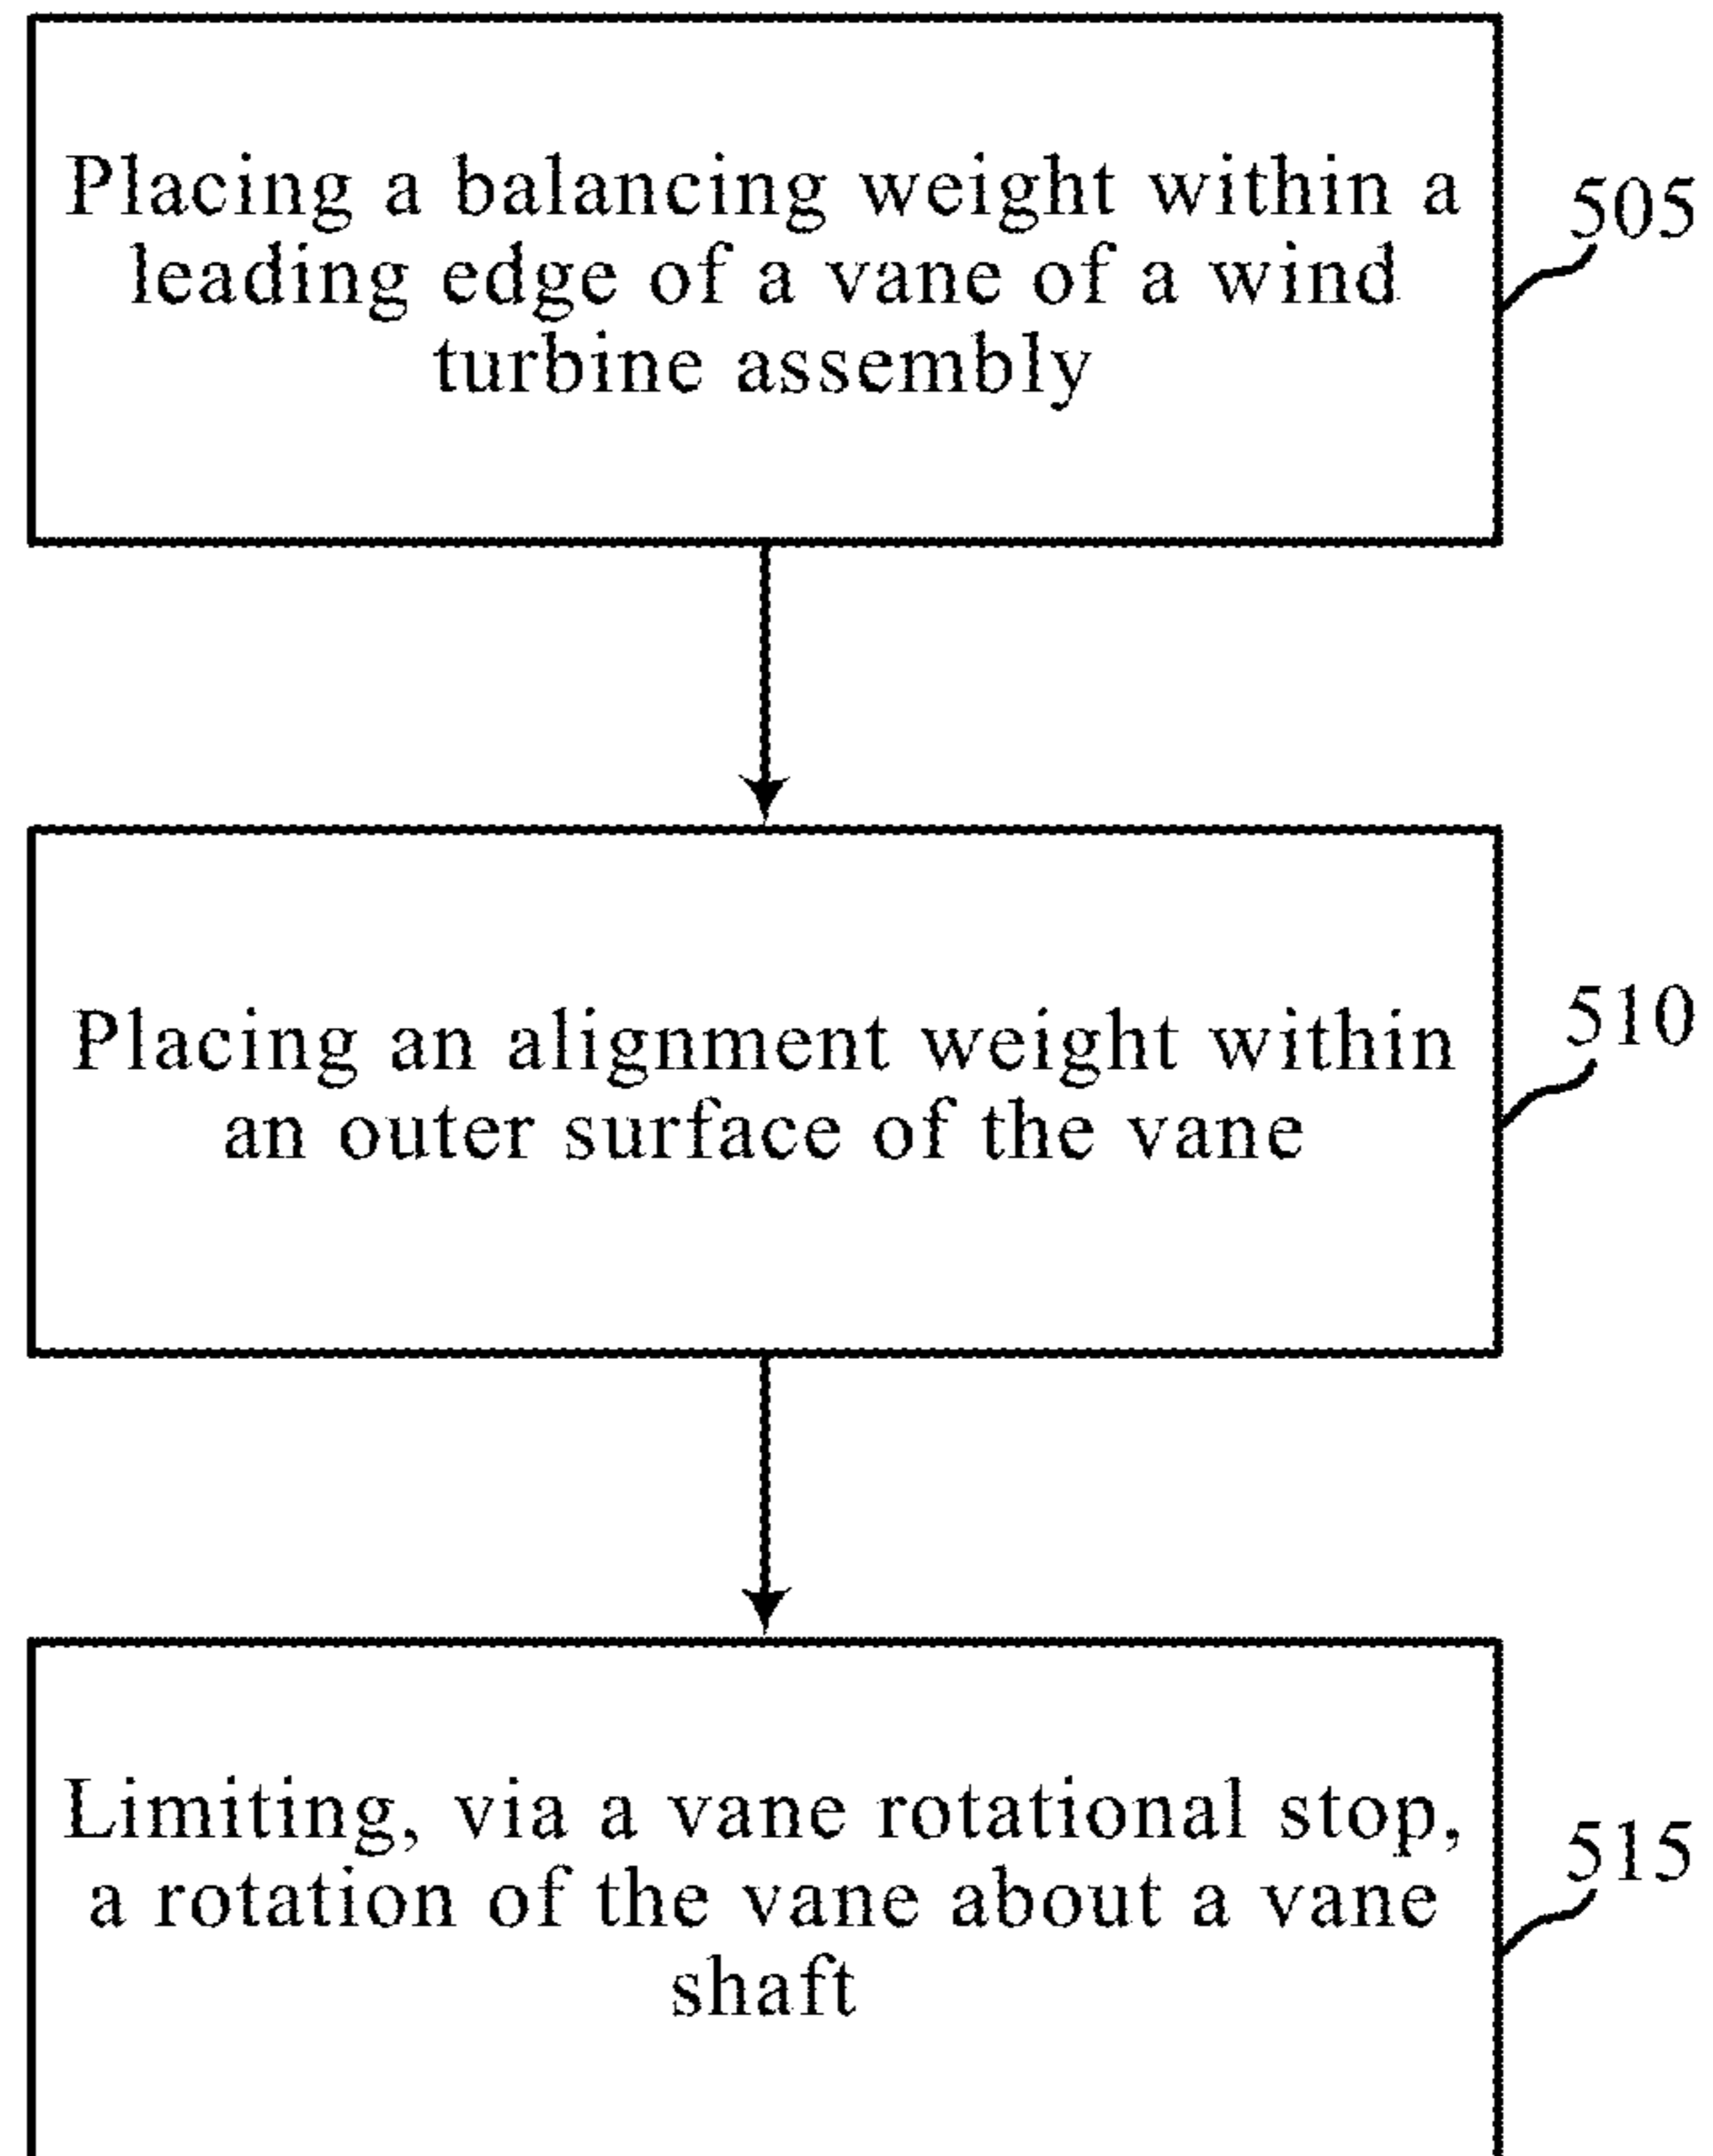 Placing a balancing weight within a
leading edge of a vane of a wind
turbine assembly
505
Placing an alignment weight within
an outer surface of the vane
510
Limiting, via a vane rotational stop,
a rotation of the vane about a vane
shaft
515